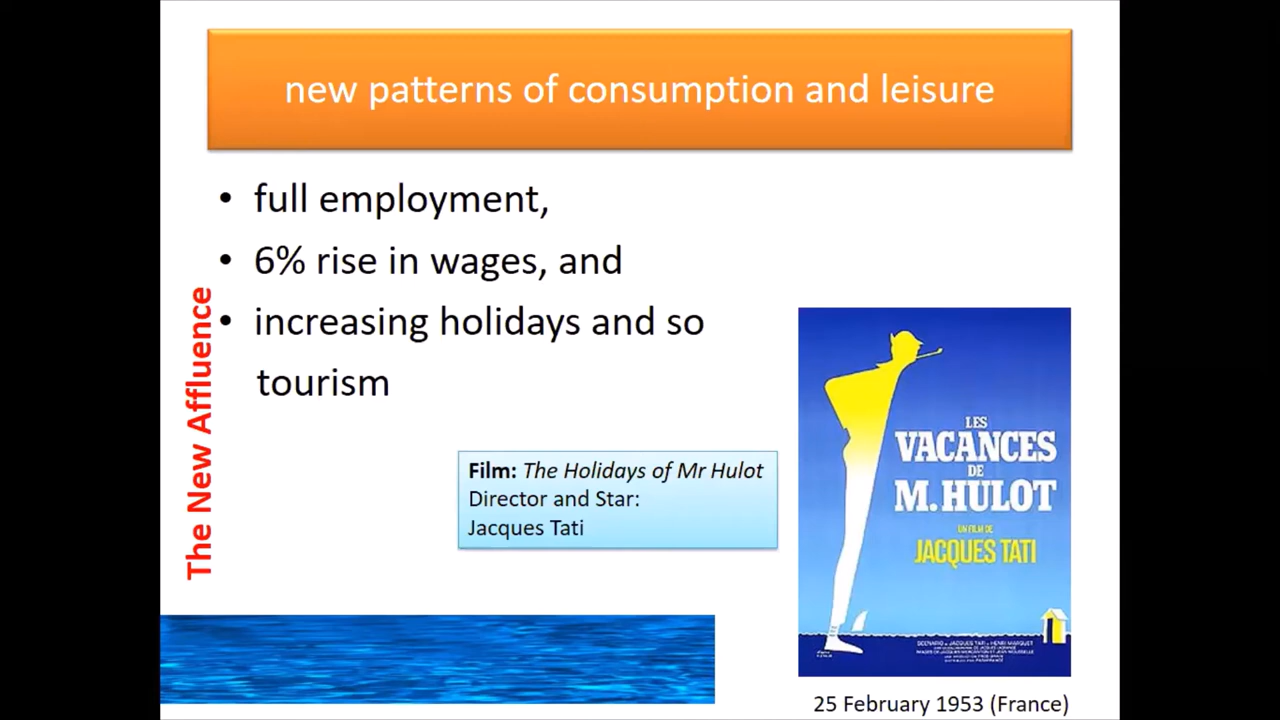 new patterns of consumption and leisure
• full employment,
• 6% rise in wages, and
• increasing holidays and so
tourism
The New Affluence
Film: The Holidays of Mr Hulot
Director and Star:
Jacques Tati
LES
VACANCES
DE
M. HULOT
UN FILM DE
JACQUES TATI
25 February 1953 (France)